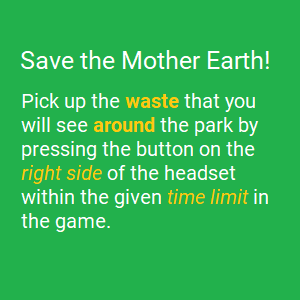 Save the Mother Earth!
Pick up the waste that you
will see around the park by
pressing the button on the
right side of the headset
within the given time limit in
the game.